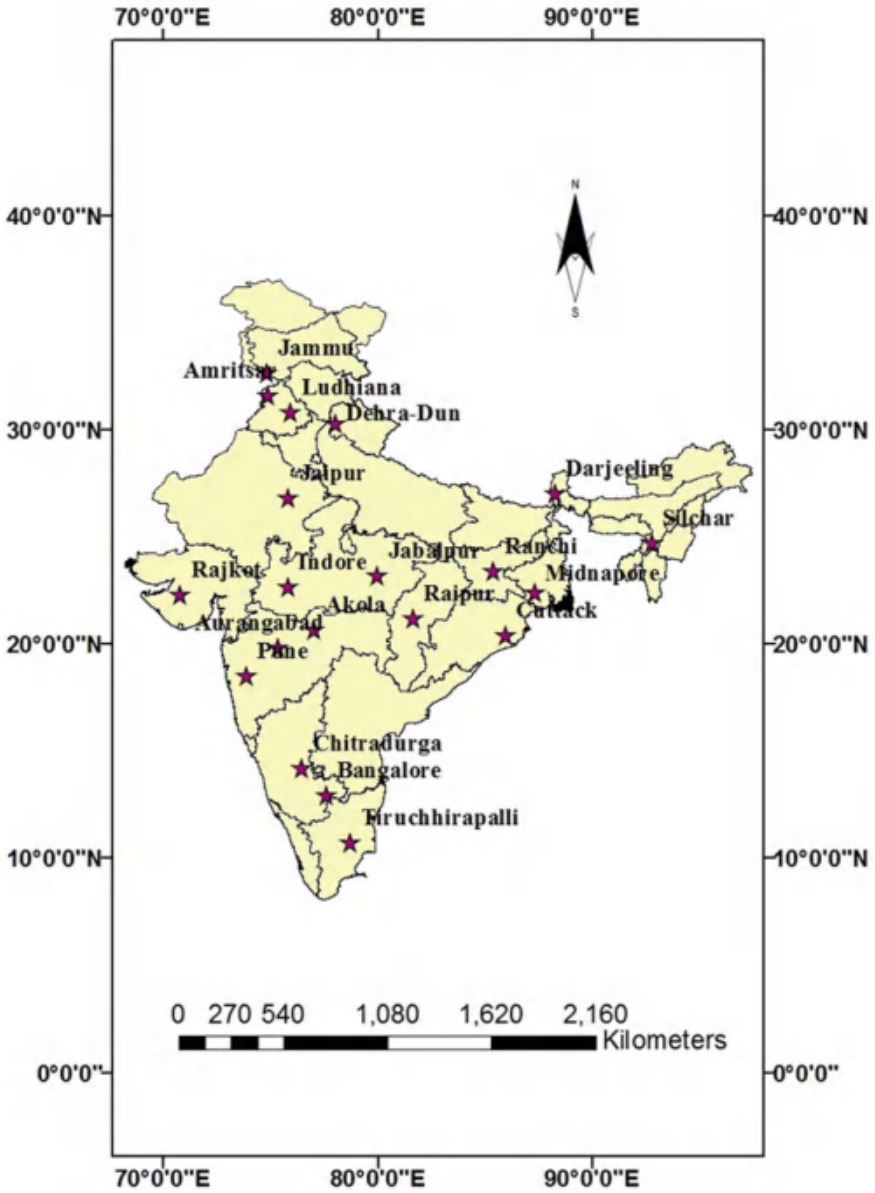 70°0'0"E 80°0'0"E 90°0'0"E
N
40°0'0"N 40°0'0"N
S
Jammu
Amritsar
Ludhiana
30°0'0"N Dehra-Dun 30°0'0"N
Jaipur
Darjeeling
Silchar
Rajkot Indore Jabalpur Ranchi
Midnapore
Akola Raipur
Cuttack
Aurangabad
20°0'0"N 20°0'0"N
Pune
Chitradurga
Bangalore
Tiruchhirapalli
10°0'0"N 10°0'0"N
0 270 540 1,080 1,620 2,160
Kilometers
0°0'0" 0°0'0"
70°0'0"E 80°0'0"E 90°0'0"E